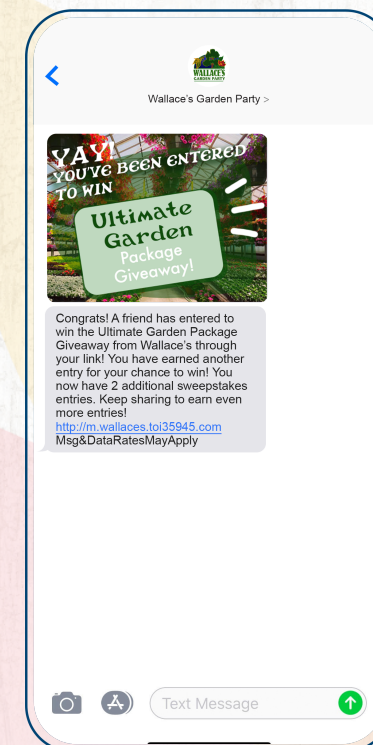 WALLACE'S
GARDEN PARTY
Wallace's Garden Party >
YAY!
YOU'VE BEEN ENTERED
TO WIN
Ultimate
Garden
Package
Giveaway!
Congrats! A friend has entered to
win the Ultimate Garden Package
Giveaway from Wallace's through
your link! You have earned another
entry for your chance to win! You
now have 2 additional sweepstakes
entries. Keep sharing to earn even
more entries!
http://m.wallaces.toi35945.com
Msg&DataRatesMayApply
Text Message